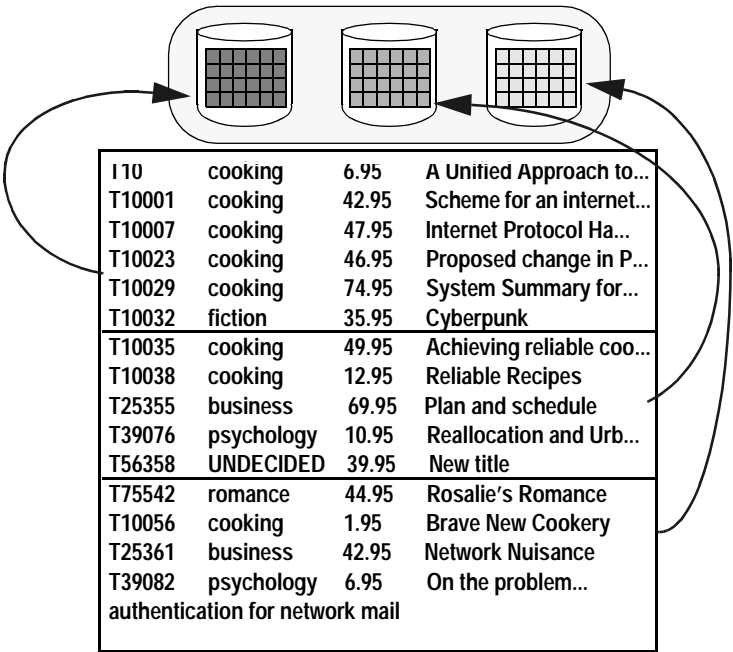 T10 cooking 6.95 A Unified Approach to...
T10001 cooking 42.95 Scheme for an internet...
T10007 cooking 47.95 Internet Protocol Ha...
T10023 cooking 46.95 Proposed change in P...
T10029 cooking 74.95 System Summary for...
T10032 fiction 35.95 Cyberpunk
T10035 cooking 49.95 Achieving reliable coo...
T10038 cooking 12.95 Reliable Recipes
T25355 business 69.95 Plan and schedule
T39076 psychology 10.95 Reallocation and Urb...
T56358 UNDECIDED 39.95 New title
T75542 romance 44.95 Rosalie's Romance
T10056 cooking 1.95 Brave New Cookery
T25361 business 42.95 Network Nuisance
T39082 psychology 6.95 On the problem...
authentication for network mail